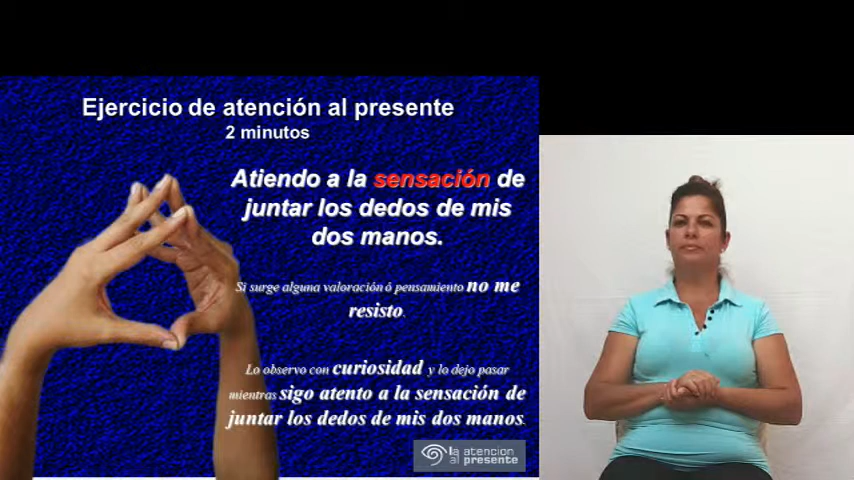 Ejercicio de atención al presente
2 minutos
Atiendo a la sensación de
juntar los dedos de mis
dos manos.
Si surge alguna valoración ó pensamiento no me
resisto.
Lo observo con curiosidad y lo dejo pasar
mientras sigo atento a la sensación de
juntar los dedos de mis dos manos.
la atencion
al presente